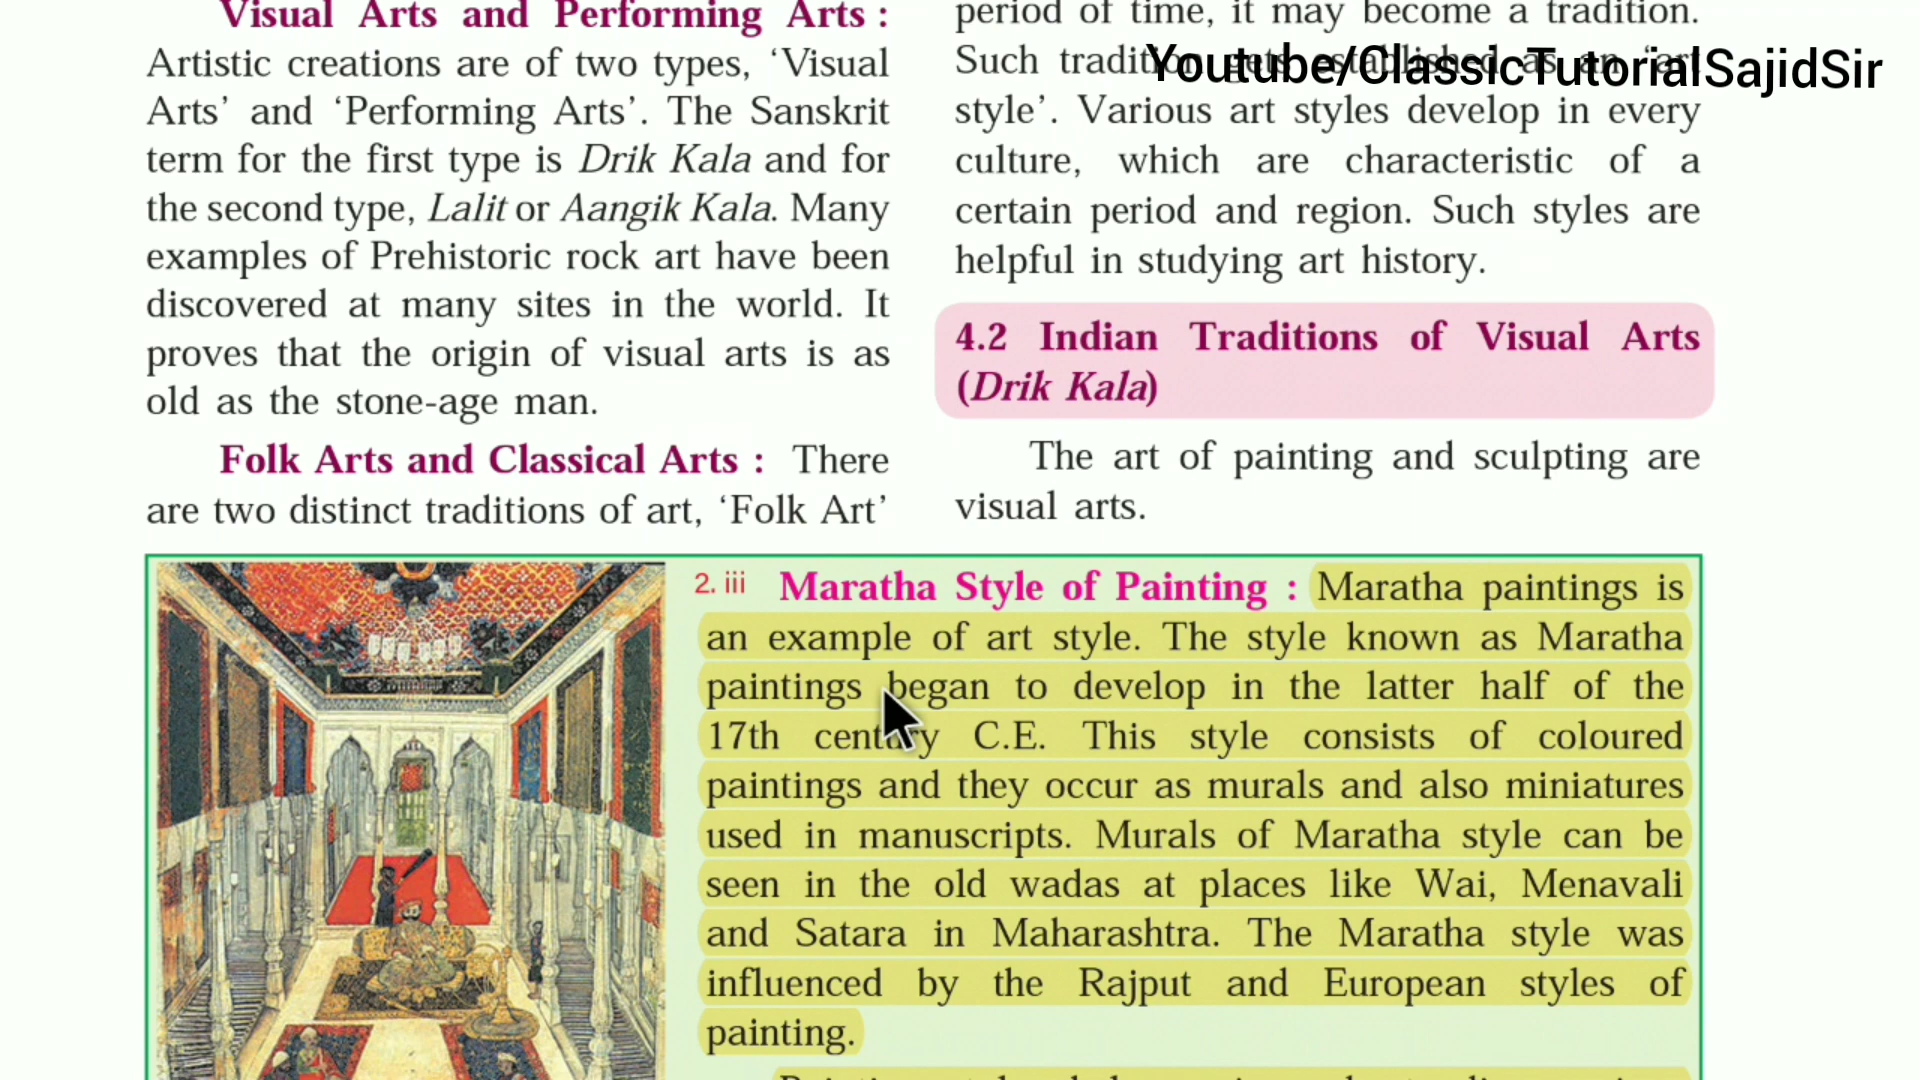 Visual Arts and Performing Arts :
Artistic creations are of two types, ‘Visual
Arts’ and ‘Performing Arts’. The Sanskrit
term for the first type is Drik Kala and for
the second type, Lalit or Aangik Kala. Many
examples of Prehistoric rock art have been
discovered at many sites in the world. It
proves that the origin of visual arts is as
old as the stone-age man.
Folk Arts and Classical Arts : There
are two distinct traditions of art, ‘Folk Art’
period of time, it may become a tradition.
Such tradition gets established as an ‘art
Youtube/ClassicTutorialSajidSir
style’. Various art styles develop in every
culture, which are characteristic of a
certain period and region. Such styles are
helpful in studying art history.
4.2 Indian Traditions of Visual Arts
(Drik Kala)
The art of painting and sculpting are
visual arts.
2. iii Maratha Style of Painting : Maratha paintings is
an example of art style. The style known as Maratha
paintings began to develop in the latter half of the
17th century C.E. This style consists of coloured
paintings and they occur as murals and also miniatures
used in manuscripts. Murals of Maratha style can be
seen in the old wadas at places like Wai, Menavali
and Satara in Maharashtra. The Maratha style was
influenced by the Rajput and European styles of
painting.